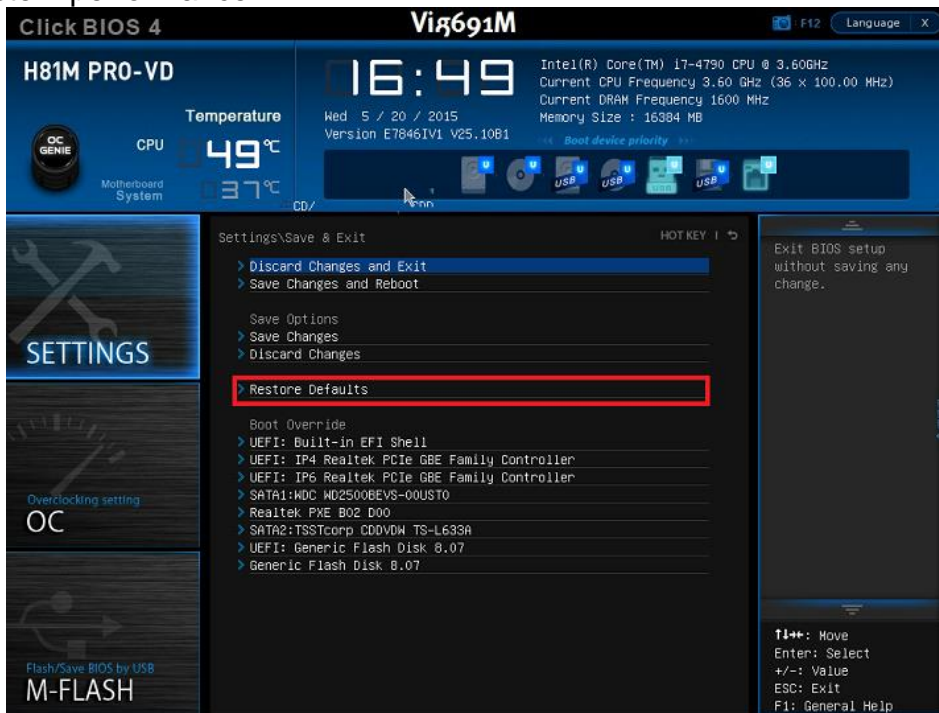 Click BIOS 4
Vig691M
F12
Language
X
H81M PRO-VD
16:49
Intel(R) Core(TM) i7-4790 CPU @ 3.60GHz
Current CPU Frequency 3.60 GHz (36 x 100.00 MHz)
Current DRAM Frequency 1600 MHz
Memory Size : 16384 MB
Wed 5 / 20 / 2015
Version E7846IV1 V25.10B1
Boot device priority
Temperature
OC
GENIE
CPU
49°C
Motherboard
System
37°C
U
U
USB
U
USB
U
U
USB
U
U
CD/
Settings\Save & Exit
HOT KEY
> Discard Changes and Exit
> Save Changes and Reboot
Save Options
> Save Changes
> Discard Changes
> Restore Defaults
Boot Override
> UEFI: Built-in EFI Shell
> UEFI: IP4 Realtek PCIe GBE Family Controller
> UEFI: IP6 Realtek PCIe GBE Family Controller
> SATA1:WDC WD2500BEVS-00UST0
> Realtek PXE B02 D00
> SATA2:TSSTcorp CDDVDW TS-L633A
> UEFI: Generic Flash Disk 8.07
> Generic Flash Disk 8.07
Exit BIOS setup
without saving any
change.
SETTINGS
Overclocking setting
OC
Flash/Save BIOS by USB
M-FLASH
↑↓→←: Move
Enter: Select
+/-: Value
ESC: Exit
F1: General Help